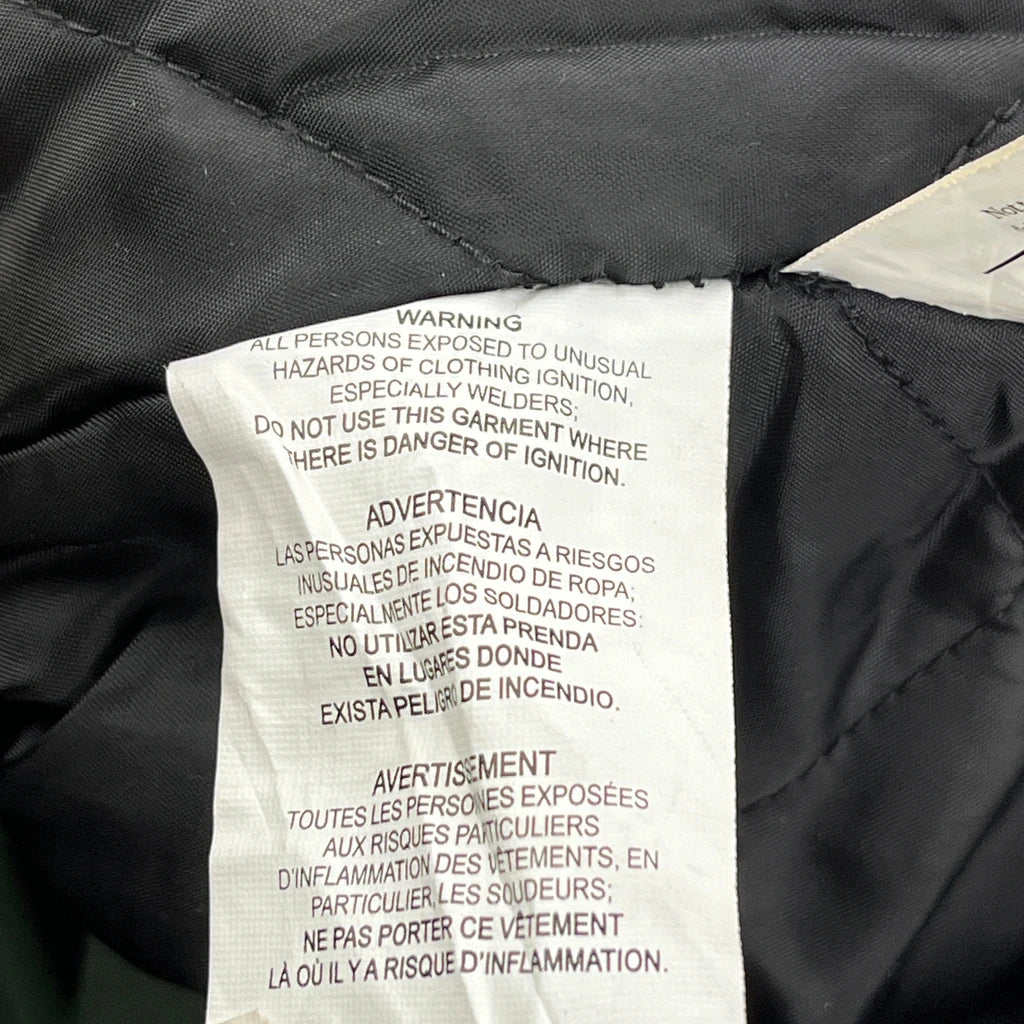 WARNING
ALL PERSONS EXPOSED TO UNUSUAL
HAZARDS OF CLOTHING IGNITION,
ESPECIALLY WELDERS;
DO NOT USE THIS GARMENT WHERE
THERE IS DANGER OF IGNITION.
ADVERTENCIA
LAS PERSONAS EXPUESTAS A RIESGOS
INUSUALES DE INCENDIO DE ROPA;
ESPECIALMENTE LOS SOLDADORES:
NO UTILIZAR ESTA PRENDA
EN LUGARES DONDE
EXISTA PELIGRO DE INCENDIO.
AVERTISSEMENT
TOUTES LES PERSONNES EXPOSÉES
AUX RISQUES PARTICULIERS
D'INFLAMMATION DES VÊTEMENTS, EN
PARTICULIER, LES SOUDEURS;
NE PAS PORTER CE VÊTEMENT
LÀ OÙ IL Y A RISQUE D'INFLAMMATION.